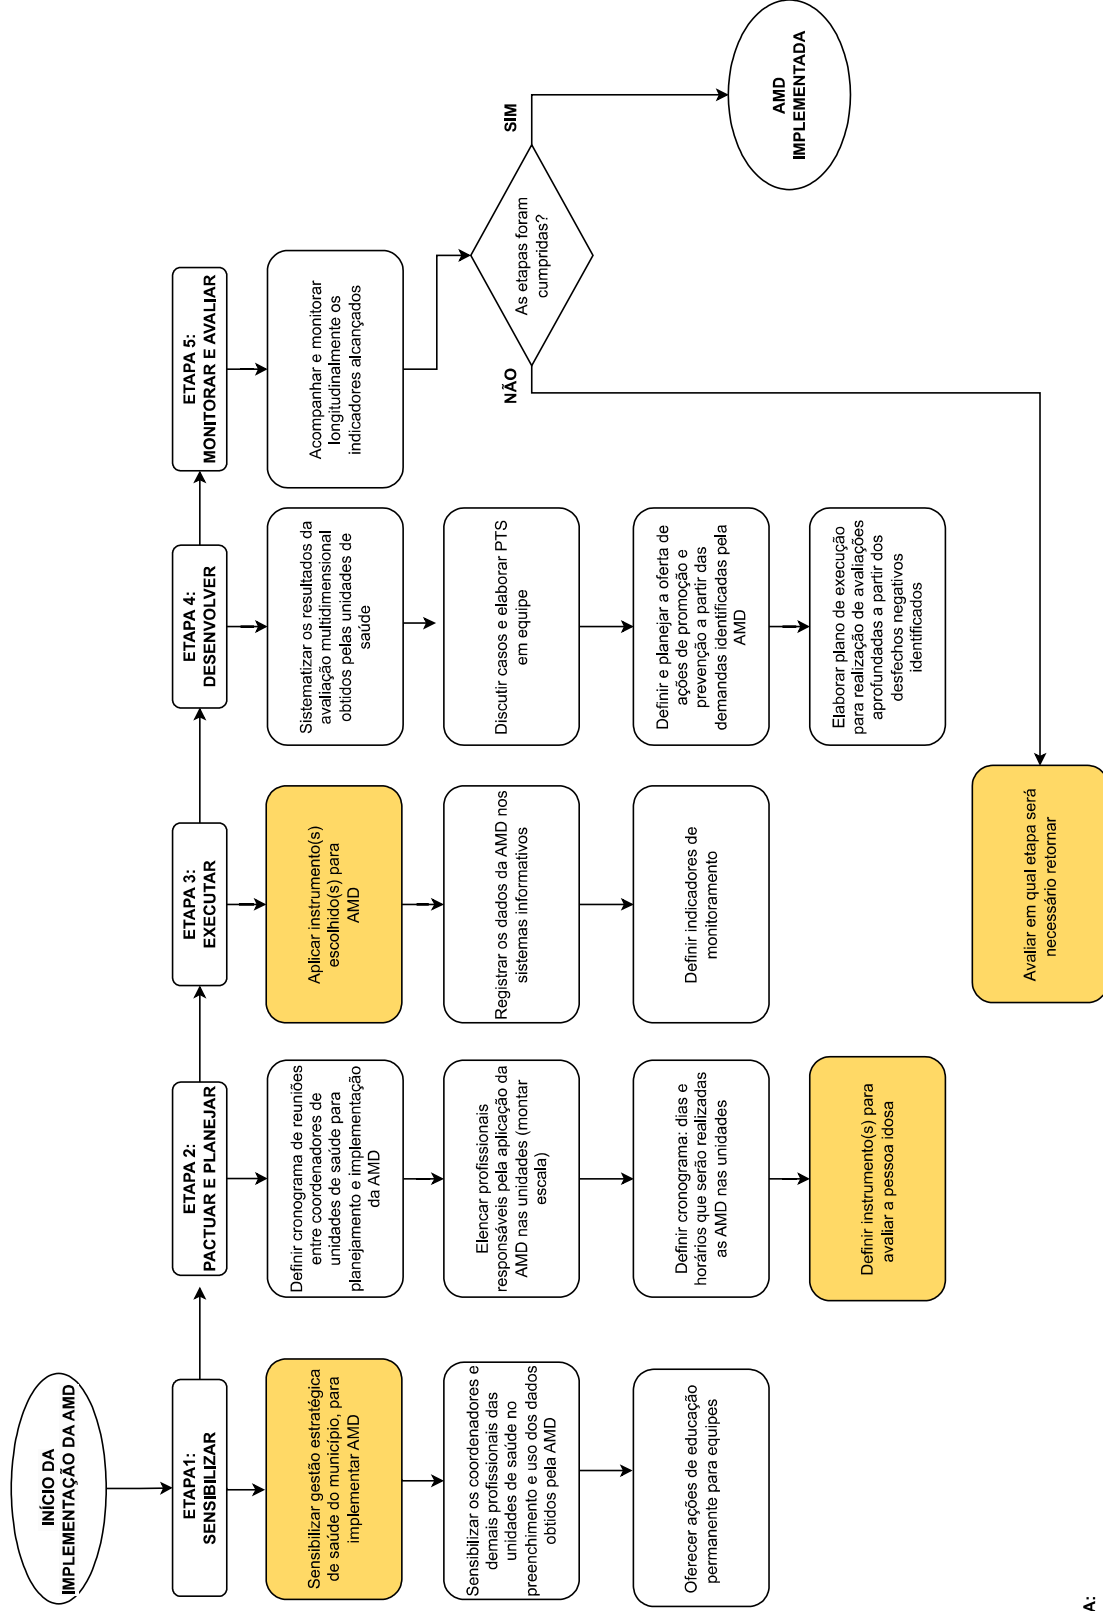 INÍCIO DA
IMPLEMENTAÇÃO DA AMD
ETAPA1:
SENSIBILIZAR
Sensibilizar gestão estratégica
de saúde do município, para
implementar AMD
Sensibilizar os coordenadores e
demais profissionais das
unidades de saúde no
preenchimento e uso dos dados
obtidos pela AMD
Oferecer ações de educação
permanente para equipes
ETAPA 2:
PACTUAR E PLANEJAR
Definir cronograma de reuniões
entre coordenadores de
unidades de saúde para
planejamento e implementação
da AMD
Elencar profissionais
responsáveis pela aplicação da
AMD nas unidades (montar
escala)
Definir cronograma: dias e
horários que serão realizadas
as AMD nas unidades
Definir instrumento(s) para
avaliar a pessoa idosa
ETAPA 3:
EXECUTAR
Aplicar instrumento(s)
escolhido(s) para
AMD
Registrar os dados da AMD nos
sistemas informativos
Definir indicadores de
monitoramento
ETAPA 4:
DESENVOLVER
Sistematizar os resultados da
avaliação multidimensional
obtidos pelas unidades de
saúde
Discutir casos e elaborar PTS
em equipe
Definir e planejar a oferta de
ações de promoção e
prevenção a partir das
demandas identificadas pela
AMD
Elaborar plano de execução
para realização de avaliações
aprofundadas a partir dos
desfechos negativos
identificados
ETAPA 5:
MONITORAR E AVALIAR
Acompanhar e monitorar
longitudinalmente os
indicadores alcançados
As etapas foram
cumpridas?
NÃO
SIM
Avaliar em qual etapa será
necessário retornar
AMD
IMPLEMENTADA
A: